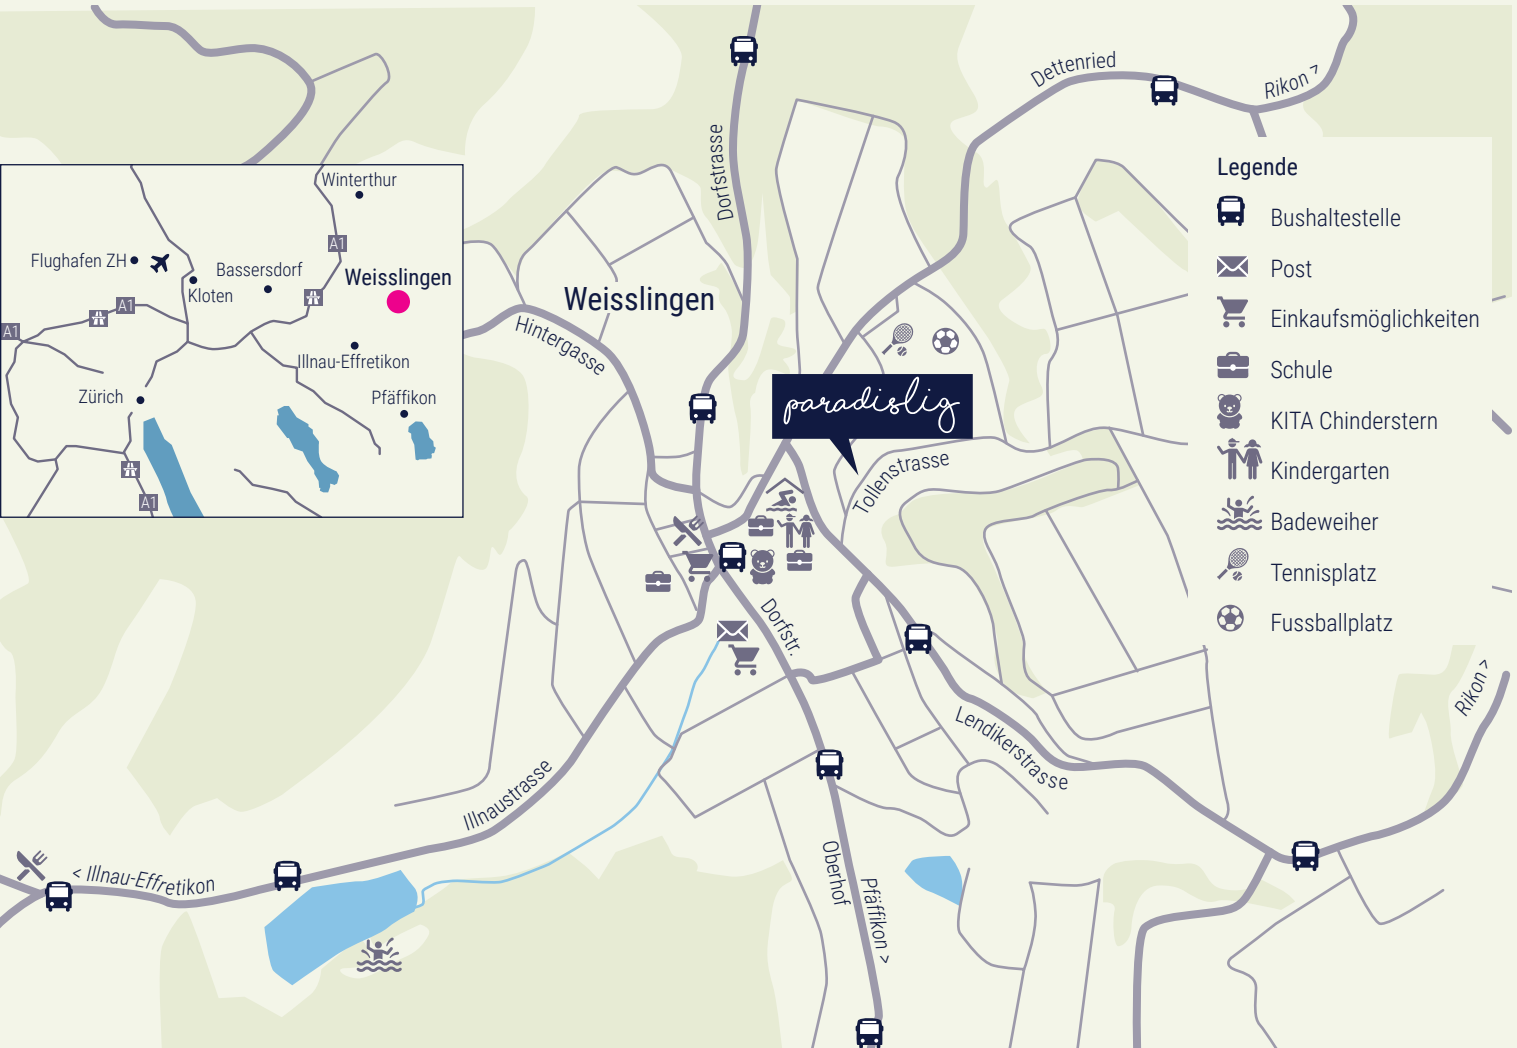 Dettenried
Rikon >
Dorfstrasse
Legende
Bushaltestelle
Post
Einkaufsmöglichkeiten
Schule
KITA Chinderstern
Kindergarten
Badeweiher
Tennisplatz
Fussballplatz
Winterthur
A1
Flughafen ZH
Bassersdorf
Weisslingen
Kloten
A1
A1
Illnau-Effretikon
Zürich
Pfäffikon
A1
Weisslingen
Hintergasse
paradislig
Tollenstrasse
Dorfstr.
Lendikerstrasse
Rikon >
Illnaustrasse
< Illnau-Effretikon
Oberhof
Pfäffikon >